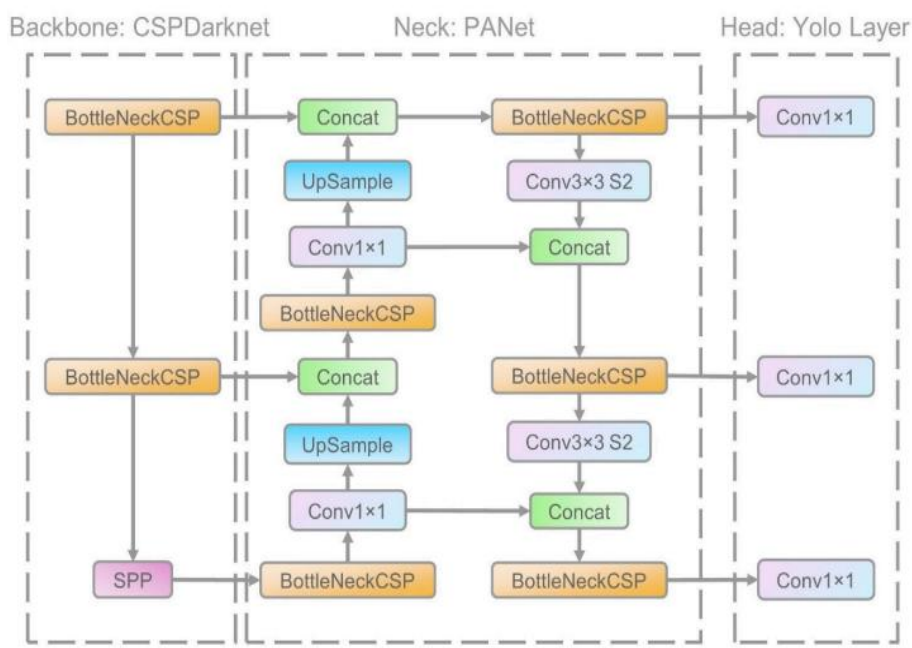 Backbone: CSPDarknet
Neck: PANet
Head: Yolo Layer
BottleNeckCSP
Concat
BottleNeckCSP
Conv1×1
UpSample
Conv3×3 S2
Conv1×1
Concat
BottleNeckCSP
BottleNeckCSP
Concat
BottleNeckCSP
Conv1×1
UpSample
Conv3×3 S2
Conv1×1
Concat
SPP
BottleNeckCSP
BottleNeckCSP
Conv1×1